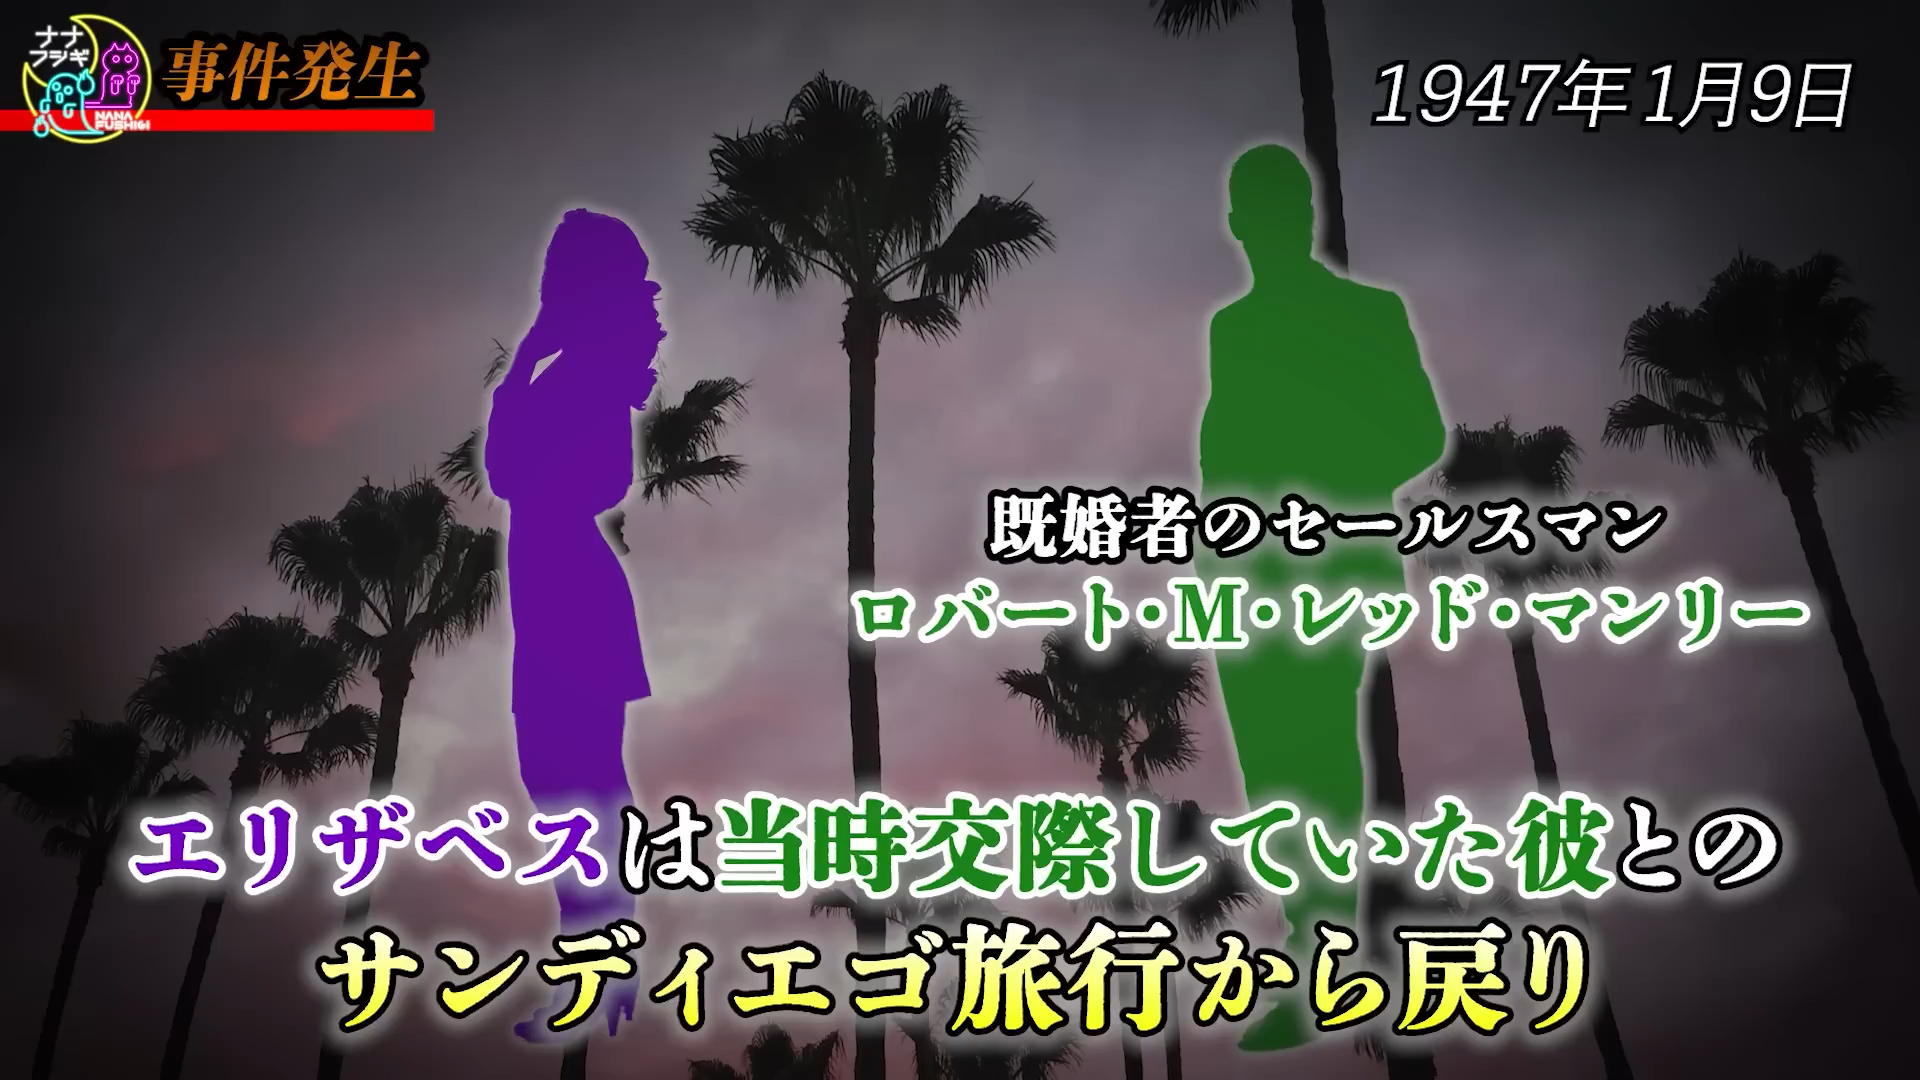 ナナ
フシギ
NANA
FUSHIGI
事件発生
1947年1月9日
既婚者のセールスマン
ロバート・M・レッド・マンリー
エリザベスは当時交際していた彼との
サンディエゴ旅行から戻り